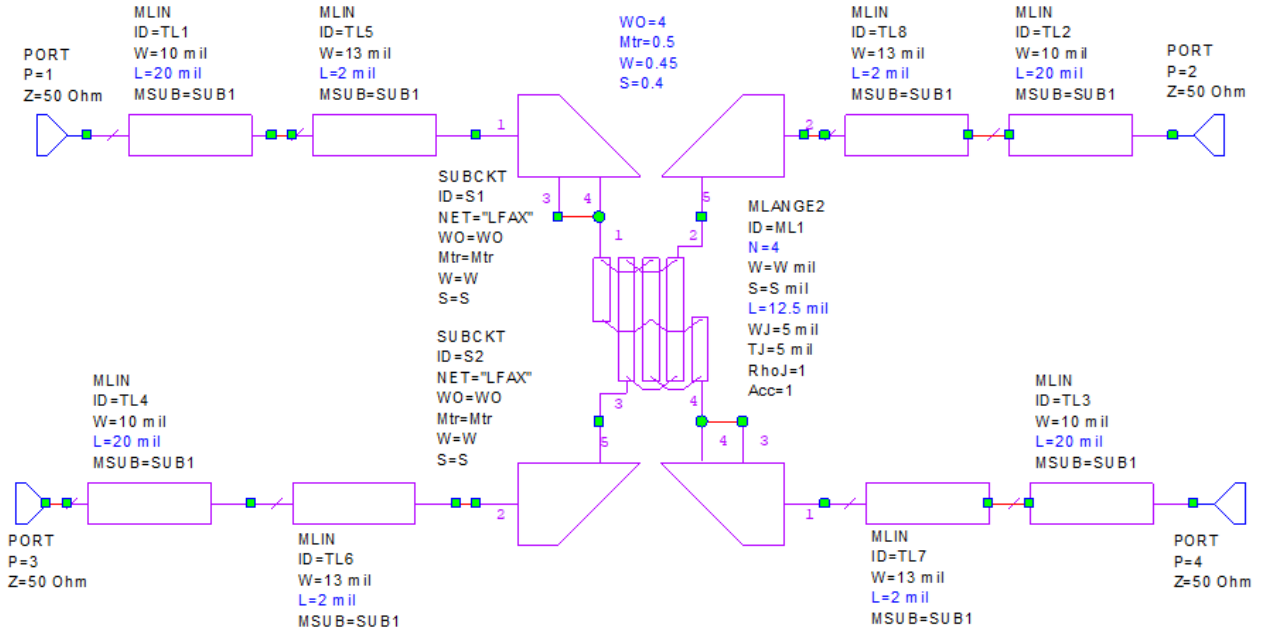 MLIN
ID=TL1
W=10 mil
L=20 mil
MSUB=SUB1
MLIN
ID=TL5
W=13 mil
L=2 mil
MSUB=SUB1
WO=4
Mtr=0.5
W=0.45
S=0.4
MLIN
ID=TL8
W=13 mil
L=2 mil
MSUB=SUB1
MLIN
ID=TL2
W=10 mil
L=20 mil
MSUB=SUB1
PORT
P=1
Z=50 Ohm
PORT
P=2
Z=50 Ohm
1
2
3
4
5
SUBCKT
ID=S1
NET="LFAX"
WO=WO
Mtr=Mtr
W=W
S=S
1
2
MLANGE2
ID=ML1
N=4
W=W mil
S=S mil
L=12.5 mil
WJ=5 mil
TJ=5 mil
RhoJ=1
Acc=1
SUBCKT
ID=S2
NET="LFAX"
WO=WO
Mtr=Mtr
W=W
S=S
3
4
5
4
3
MLIN
ID=TL4
W=10 mil
L=20 mil
MSUB=SUB1
MLIN
ID=TL3
W=10 mil
L=20 mil
MSUB=SUB1
2
1
PORT
P=3
Z=50 Ohm
MLIN
ID=TL6
W=13 mil
L=2 mil
MSUB=SUB1
MLIN
ID=TL7
W=13 mil
L=2 mil
MSUB=SUB1
PORT
P=4
Z=50 Ohm